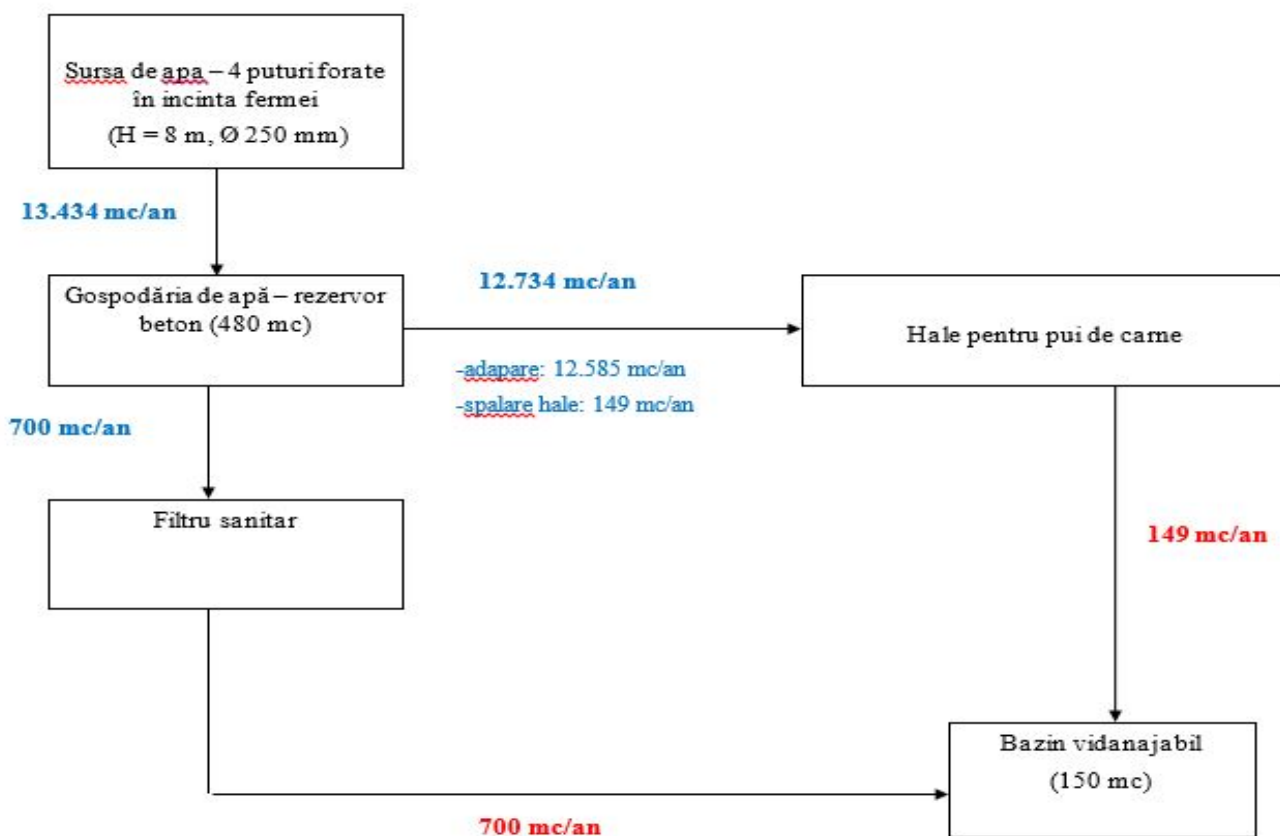 Sursa de apa – 4 puturi forate
în incinta fermei
(H = 8 m, Ø 250 mm)
13.434 mc/an
Gospodăria de apă – rezervor
beton (480 mc)
12.734 mc/an
-adapare: 12.585 mc/an
-spalare hale: 149 mc/an
Hale pentru pui de carne
700 mc/an
Filtru sanitar
149 mc/an
Bazin vidanajabil
(150 mc)
700 mc/an